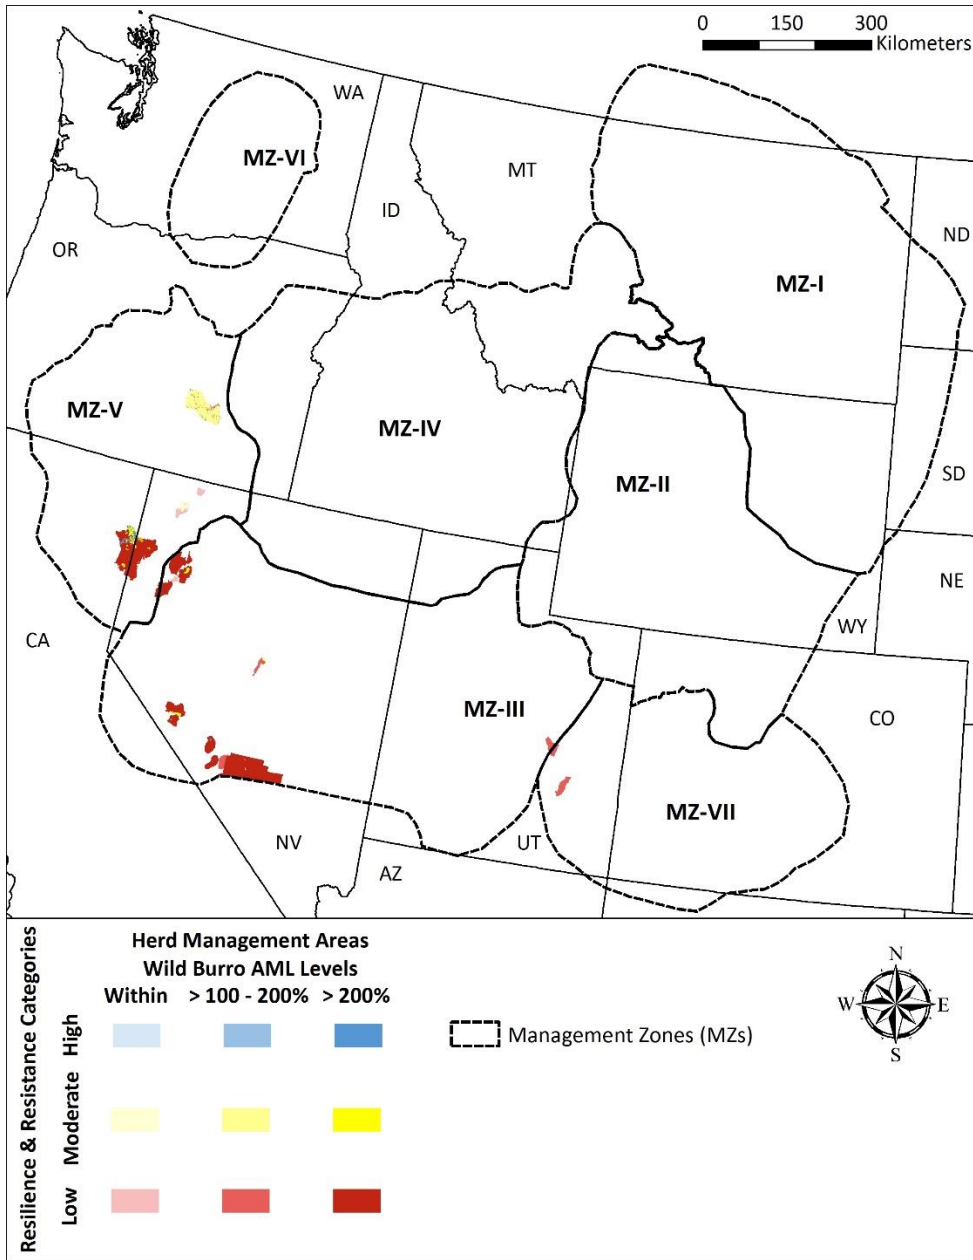 0 150 300
Kilometers
WA
MZ-VI
MT
ID
ND
OR
MZ-I
MZ-V
MZ-IV
SD
MZ-II
NE
WY
CA
MZ-III
CO
MZ-VII
NV
UT
AZ
Resilience & Resistance Categories
Herd Management Areas
Wild Burro AML Levels
Within > 100 - 200% > 200%
High
Moderate
Low
Management Zones (MZs)
N
W E
S